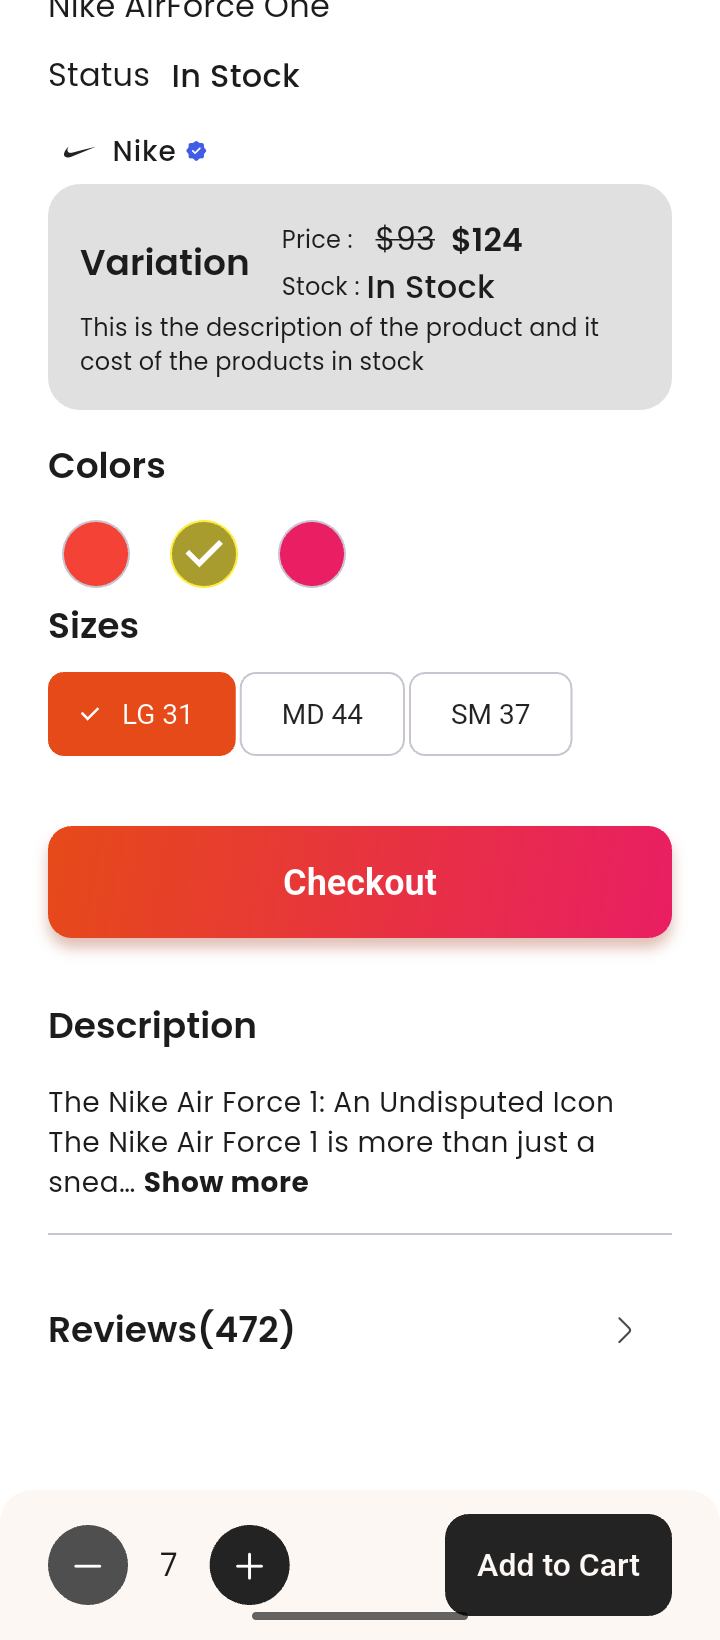 Nike AirForce One
Status In Stock
Nike
Variation
Price : $93 $124
Stock : In Stock
This is the description of the product and it
cost of the products in stock
Colors
Sizes
LG 31 MD 44 SM 37
Checkout
Description
The Nike Air Force 1: An Undisputed Icon
The Nike Air Force 1 is more than just a
snea... Show more
Reviews(472)
7 Add to Cart